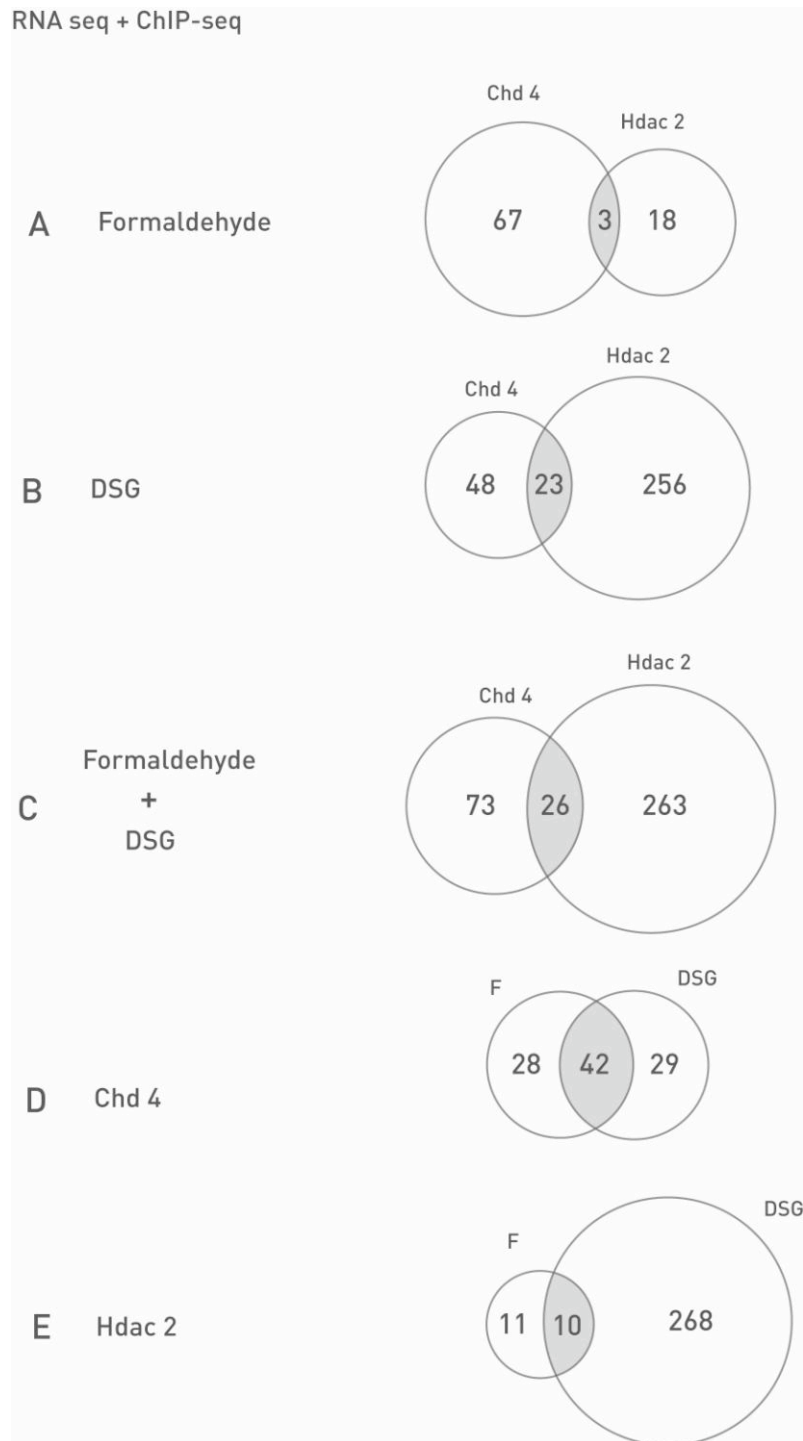 RNA seq + ChIP-seq
Chd 4
Hdac 2
A Formaldehyde
67 3 18
Hdac 2
Chd 4
B DSG
48 23 256
Hdac 2
Chd 4
Formaldehyde
+
DSG
C
73 26 263
F
DSG
28 42 29
D Chd 4
DSG
F
E Hdac 2
11 10 268